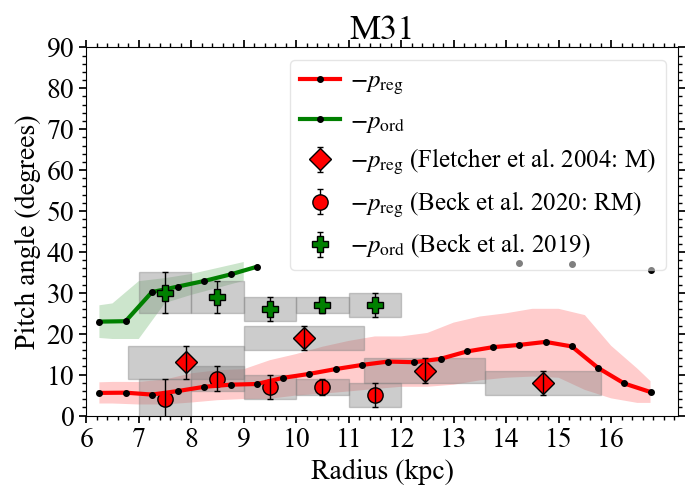 M31
−p_reg
−p_ord
−p_reg (Fletcher et al. 2004: M)
−p_reg (Beck et al. 2020: RM)
−p_ord (Beck et al. 2019)
Pitch angle (degrees)
90
80
70
60
50
40
30
20
10
0
6 7 8 9 10 11 12 13 14 15 16
Radius (kpc)